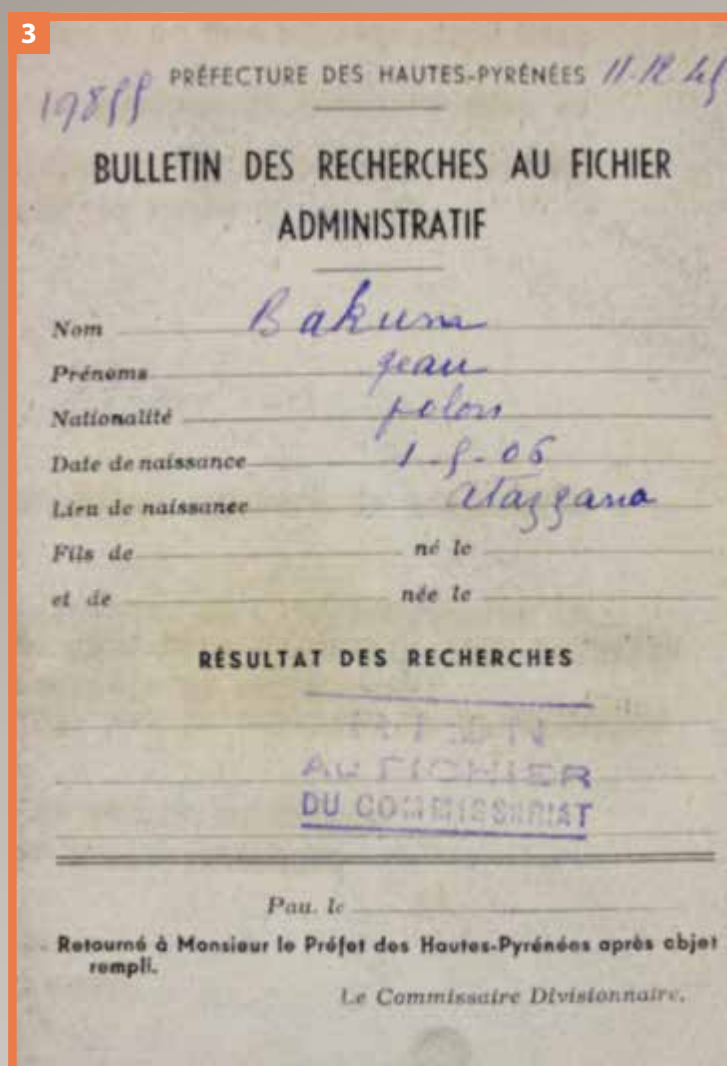 3
PRÉFECTURE DES HAUTES-PYRÉNÉES 11.12.45
BULLETIN DES RECHERCHES AU FICHIER
ADMINISTRATIF
Nom Bakum
Prénoms Jean
Nationalité polon
Date de naissance 1-5-06
Lieu de naissance
Fils de né le
et de née le
RÉSULTAT DES RECHERCHES
AU FICHIER
DU COMMISSARIAT
Pau, le
Retourné à Monsieur le Préfet des Hautes-Pyrénées après objet
rempli.
Le Commissaire Divisionnaire,